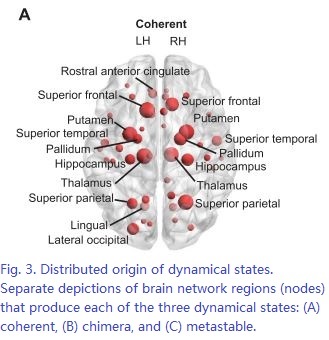 A
Coherent
LH RH
Rostral anterior cingulate
Superior frontal
Superior frontal
Putamen
Putamen
Superior temporal
Superior temporal
Pallidum
Pallidum
Hippocampus
Hippocampus
Thalamus
Thalamus
Superior parietal
Superior parietal
Lingual
Lateral occipital
Fig. 3. Distributed origin of dynamical states.
Separate depictions of brain network regions (nodes)
that produce each of the three dynamical states: (A)
coherent, (B) chimera, and (C) metastable.